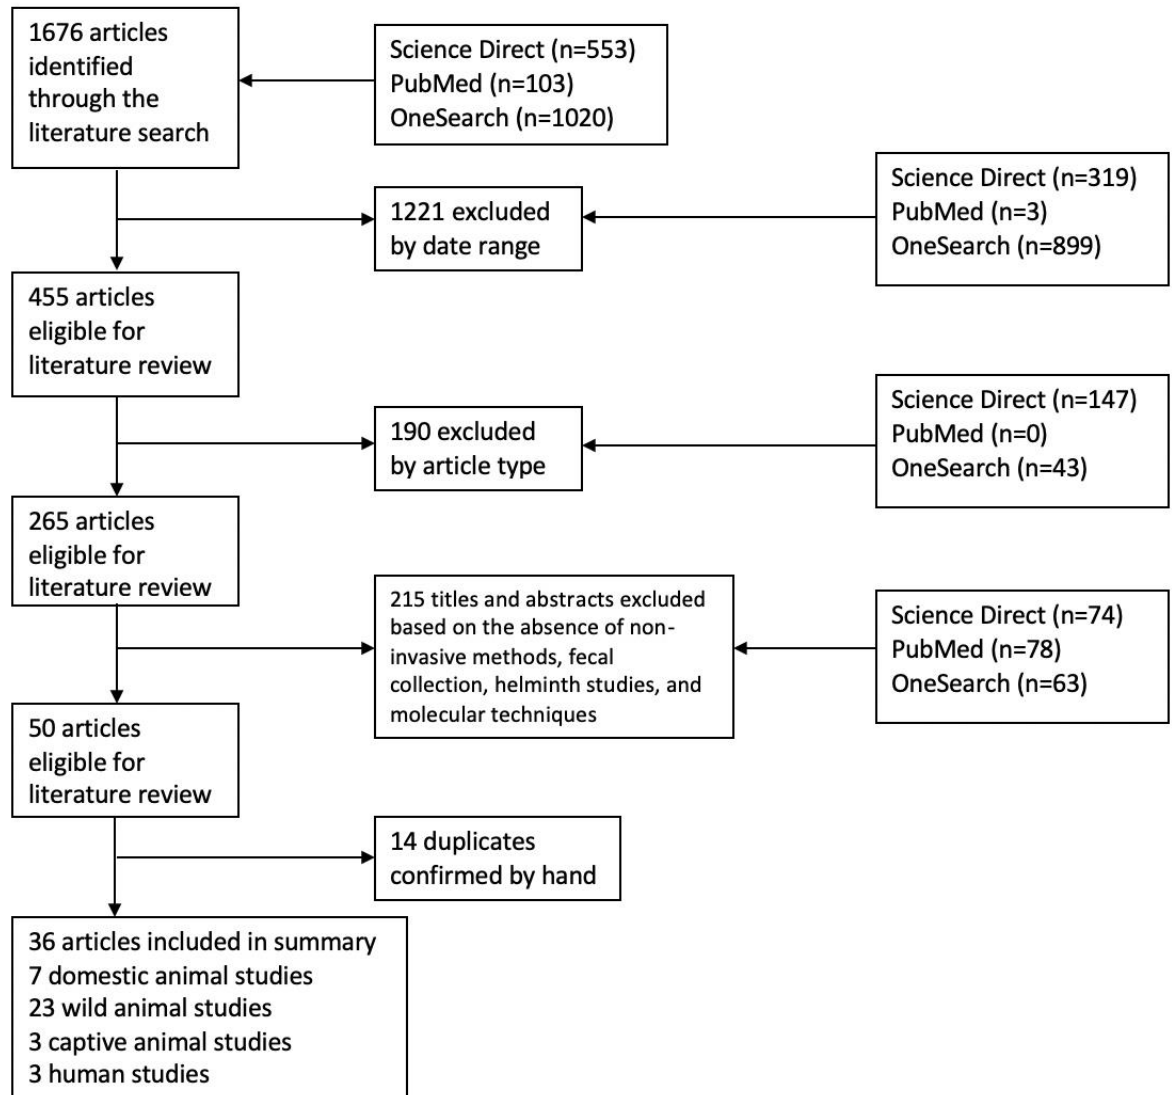 1676 articles
identified
through the
literature search
Science Direct (n=553)
PubMed (n=103)
OneSearch (n=1020)
1221 excluded
by date range
Science Direct (n=319)
PubMed (n=3)
OneSearch (n=899)
455 articles
eligible for
literature review
190 excluded
by article type
Science Direct (n=147)
PubMed (n=0)
OneSearch (n=43)
265 articles
eligible for
literature review
215 titles and abstracts excluded
based on the absence of non-
invasive methods, fecal
collection, helminth studies, and
molecular techniques
Science Direct (n=74)
PubMed (n=78)
OneSearch (n=63)
50 articles
eligible for
literature review
14 duplicates
confirmed by hand
36 articles included in summary
7 domestic animal studies
23 wild animal studies
3 captive animal studies
3 human studies